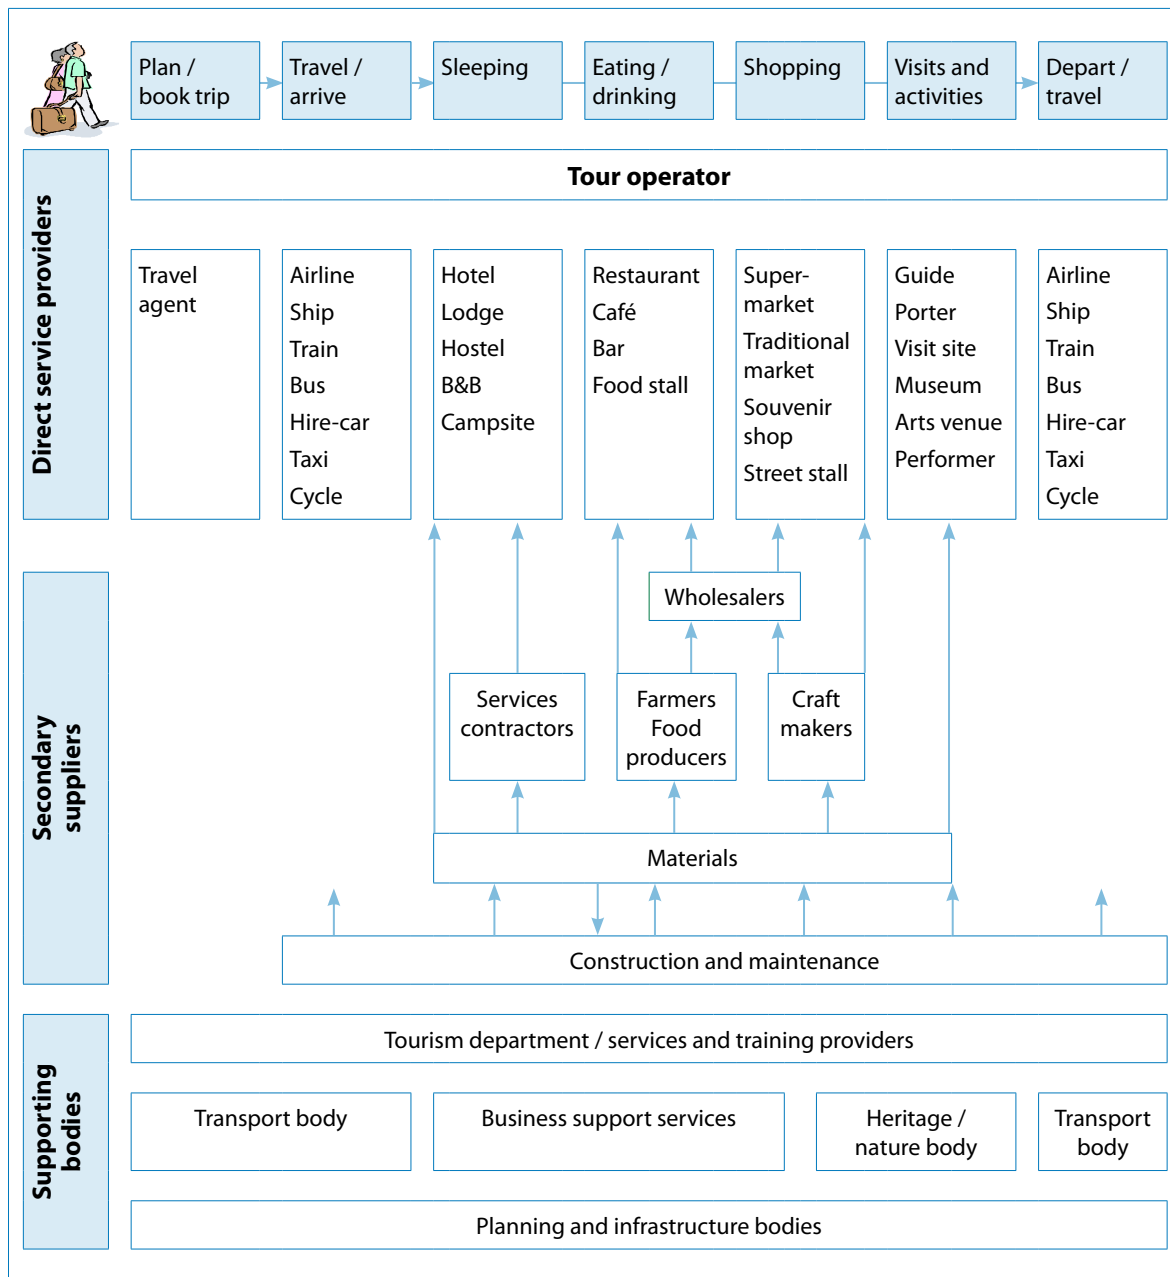 Plan /
book trip
Travel /
arrive
Sleeping
Eating /
drinking
Shopping
Visits and
activities
Depart /
travel
Direct service providers
Tour operator
Travel
agent
Airline
Ship
Train
Bus
Hire-car
Taxi
Cycle
Hotel
Lodge
Hostel
B&B
Campsite
Restaurant
Café
Bar
Food stall
Super-
market
Traditional
market
Souvenir
shop
Street stall
Guide
Porter
Visit site
Museum
Arts venue
Performer
Airline
Ship
Train
Bus
Hire-car
Taxi
Cycle
Secondary
suppliers
Wholesalers
Services
contractors
Farmers
Food
producers
Craft
makers
Materials
Construction and maintenance
Supporting
bodies
Tourism department / services and training providers
Transport body
Business support services
Heritage /
nature body
Transport
body
Planning and infrastructure bodies